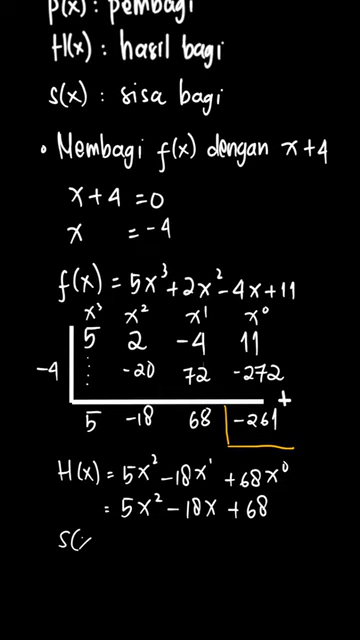 P(x) : pembagi
H(x) : hasil bagi
S(x) : sisa bagi
• Membagi f(x) dengan x+4
x+4 =0
x = -4
f(x) = 5x³+2x²-4x+11
x³ x² x¹ x⁰
5 2 -4 11
-4 ⋮ -20 72 -272
+
5 -18 68 -261
H(x) = 5x² -18x¹ +68x⁰
= 5x² - 18x + 68
S(